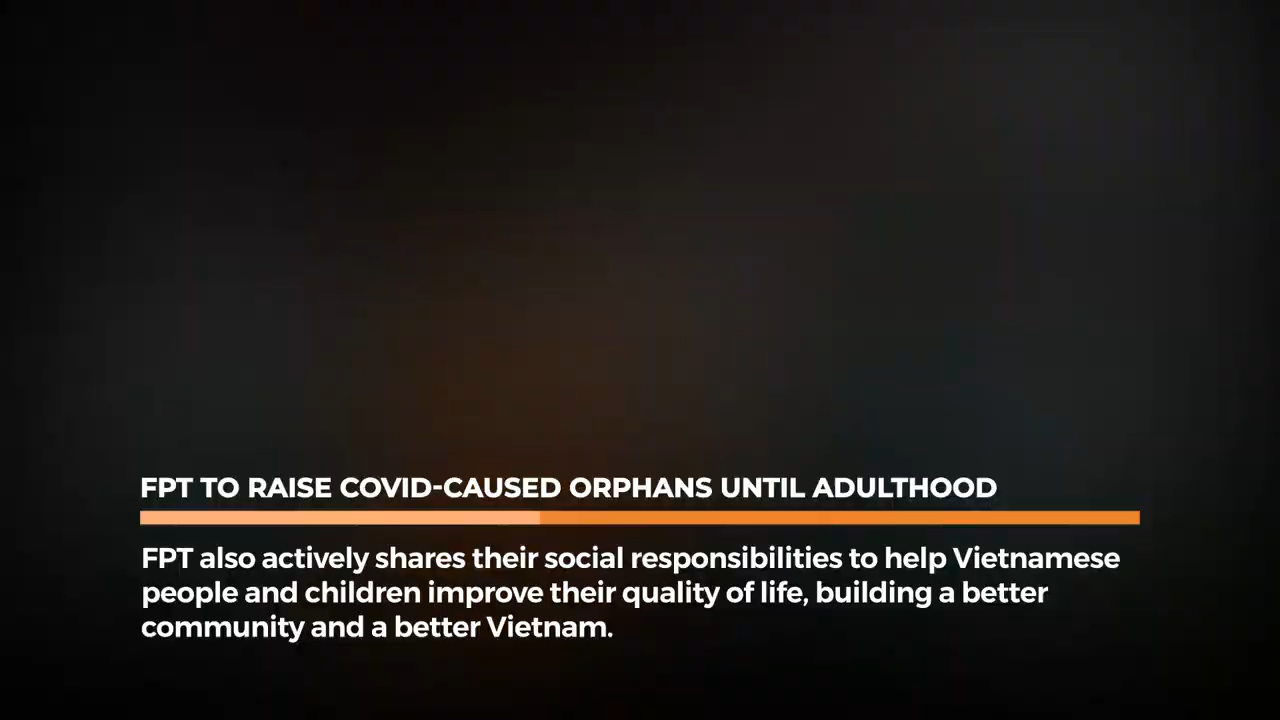 FPT TO RAISE COVID-CAUSED ORPHANS UNTIL ADULTHOOD
FPT also actively shares their social responsibilities to help Vietnamese
people and children improve their quality of life, building a better
community and a better Vietnam.